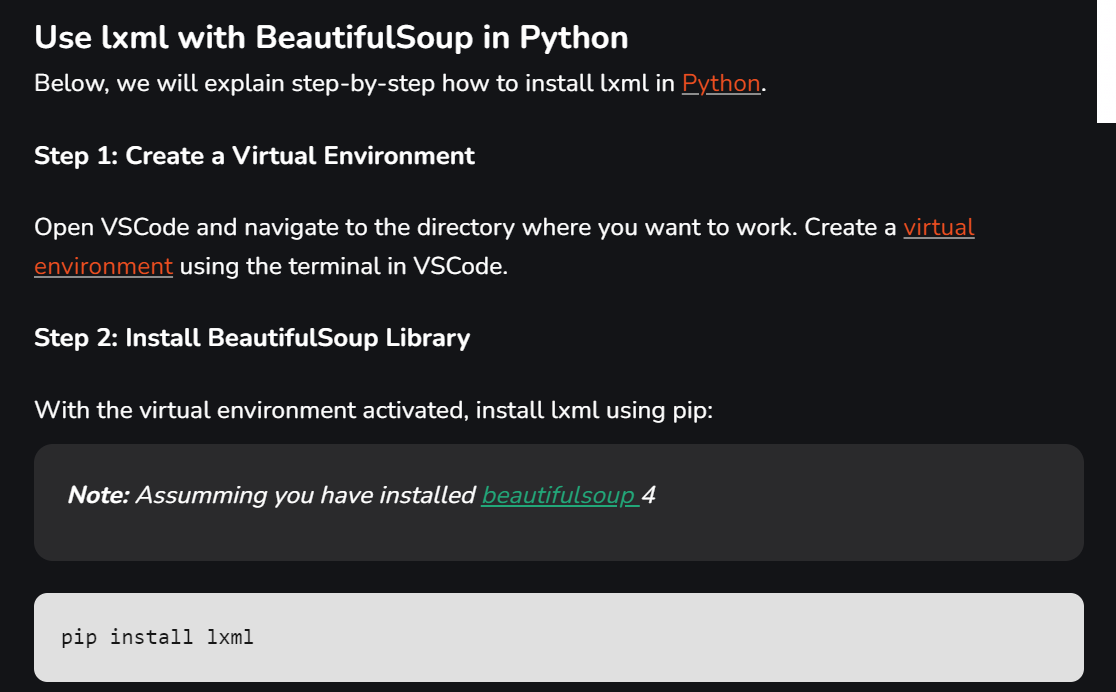 Use lxml with BeautifulSoup in Python
Below, we will explain step-by-step how to install lxml in Python.
Step 1: Create a Virtual Environment
Open VSCode and navigate to the directory where you want to work. Create a virtual
environment using the terminal in VSCode.
Step 2: Install BeautifulSoup Library
With the virtual environment activated, install lxml using pip:
Note: Assumming you have installed beautifulsoup 4
pip install lxml